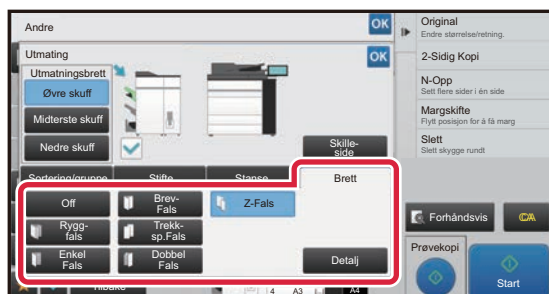 Andre
OK
Utmating
OK
Utmatningsbrett
Øvre skuff
Midterste skuff
Nedre skuff
Skille-
side
Sortering/gruppe
Stifte
Stanse
Brett
Off
Brev-
Fals
Z-Fals
Rygg-
fals
Trekk-
sp.Fals
Enkel
Fals
Dobbel
Fals
Detalj
Tilbake
4
A3
A4
Original
Endre størrelse/retning.
2-Sidig Kopi
N-Opp
Sett flere sider i én side
Margskifte
Flytt posisjon for å få marg
Slett
Slett skygge rundt
Forhåndsvis
CA
Prøvekopi
Start